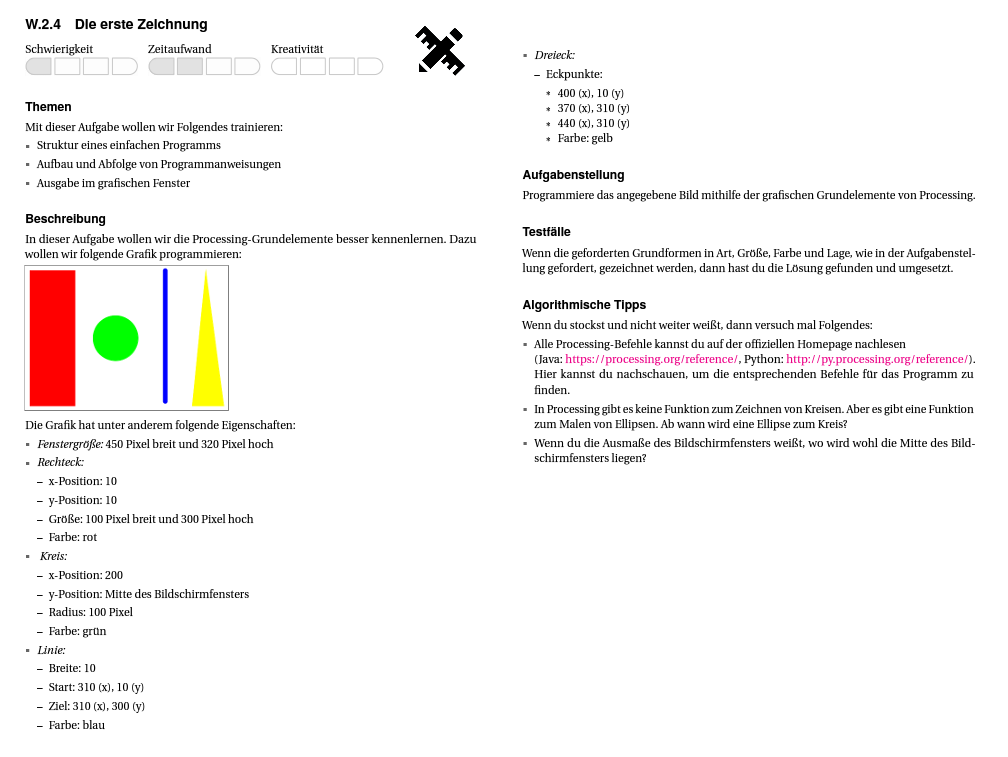 W.2.4 Die erste Zeichnung
Schwierigkeit Zeitaufwand Kreativität
Themen
Mit dieser Aufgabe wollen wir Folgendes trainieren:
▪ Struktur eines einfachen Programms
▪ Aufbau und Abfolge von Programmanweisungen
▪ Ausgabe im grafischen Fenster
Beschreibung
In dieser Aufgabe wollen wir die Processing-Grundelemente besser kennenlernen. Dazu
wollen wir folgende Grafik programmieren:
Die Grafik hat unter anderem folgende Eigenschaften:
▪ Fenstergröße: 450 Pixel breit und 320 Pixel hoch
▪ Rechteck:
– x-Position: 10
– y-Position: 10
– Größe: 100 Pixel breit und 300 Pixel hoch
– Farbe: rot
▪ Kreis:
– x-Position: 200
– y-Position: Mitte des Bildschirmfensters
– Radius: 100 Pixel
– Farbe: grün
▪ Linie:
– Breite: 10
– Start: 310 (x), 10 (y)
– Ziel: 310 (x), 300 (y)
– Farbe: blau
▪ Dreieck:
– Eckpunkte:
* 400 (x), 10 (y)
* 370 (x), 310 (y)
* 440 (x), 310 (y)
* Farbe: gelb
Aufgabenstellung
Programmiere das angegebene Bild mithilfe der grafischen Grundelemente von Processing.
Testfälle
Wenn die geforderten Grundformen in Art, Größe, Farbe und Lage, wie in der Aufgabenstel-
lung gefordert, gezeichnet werden, dann hast du die Lösung gefunden und umgesetzt.
Algorithmische Tipps
Wenn du stockst und nicht weiter weißt, dann versuch mal Folgendes:
▪ Alle Processing-Befehle kannst du auf der offiziellen Homepage nachlesen
(Java: https://processing.org/reference/, Python: http://py.processing.org/reference/).
Hier kannst du nachschauen, um die entsprechenden Befehle für das Programm zu
finden.
▪ In Processing gibt es keine Funktion zum Zeichnen von Kreisen. Aber es gibt eine Funktion
zum Malen von Ellipsen. Ab wann wird eine Ellipse zum Kreis?
▪ Wenn du die Ausmaße des Bildschirmfensters weißt, wo wird wohl die Mitte des Bild-
schirmfensters liegen?